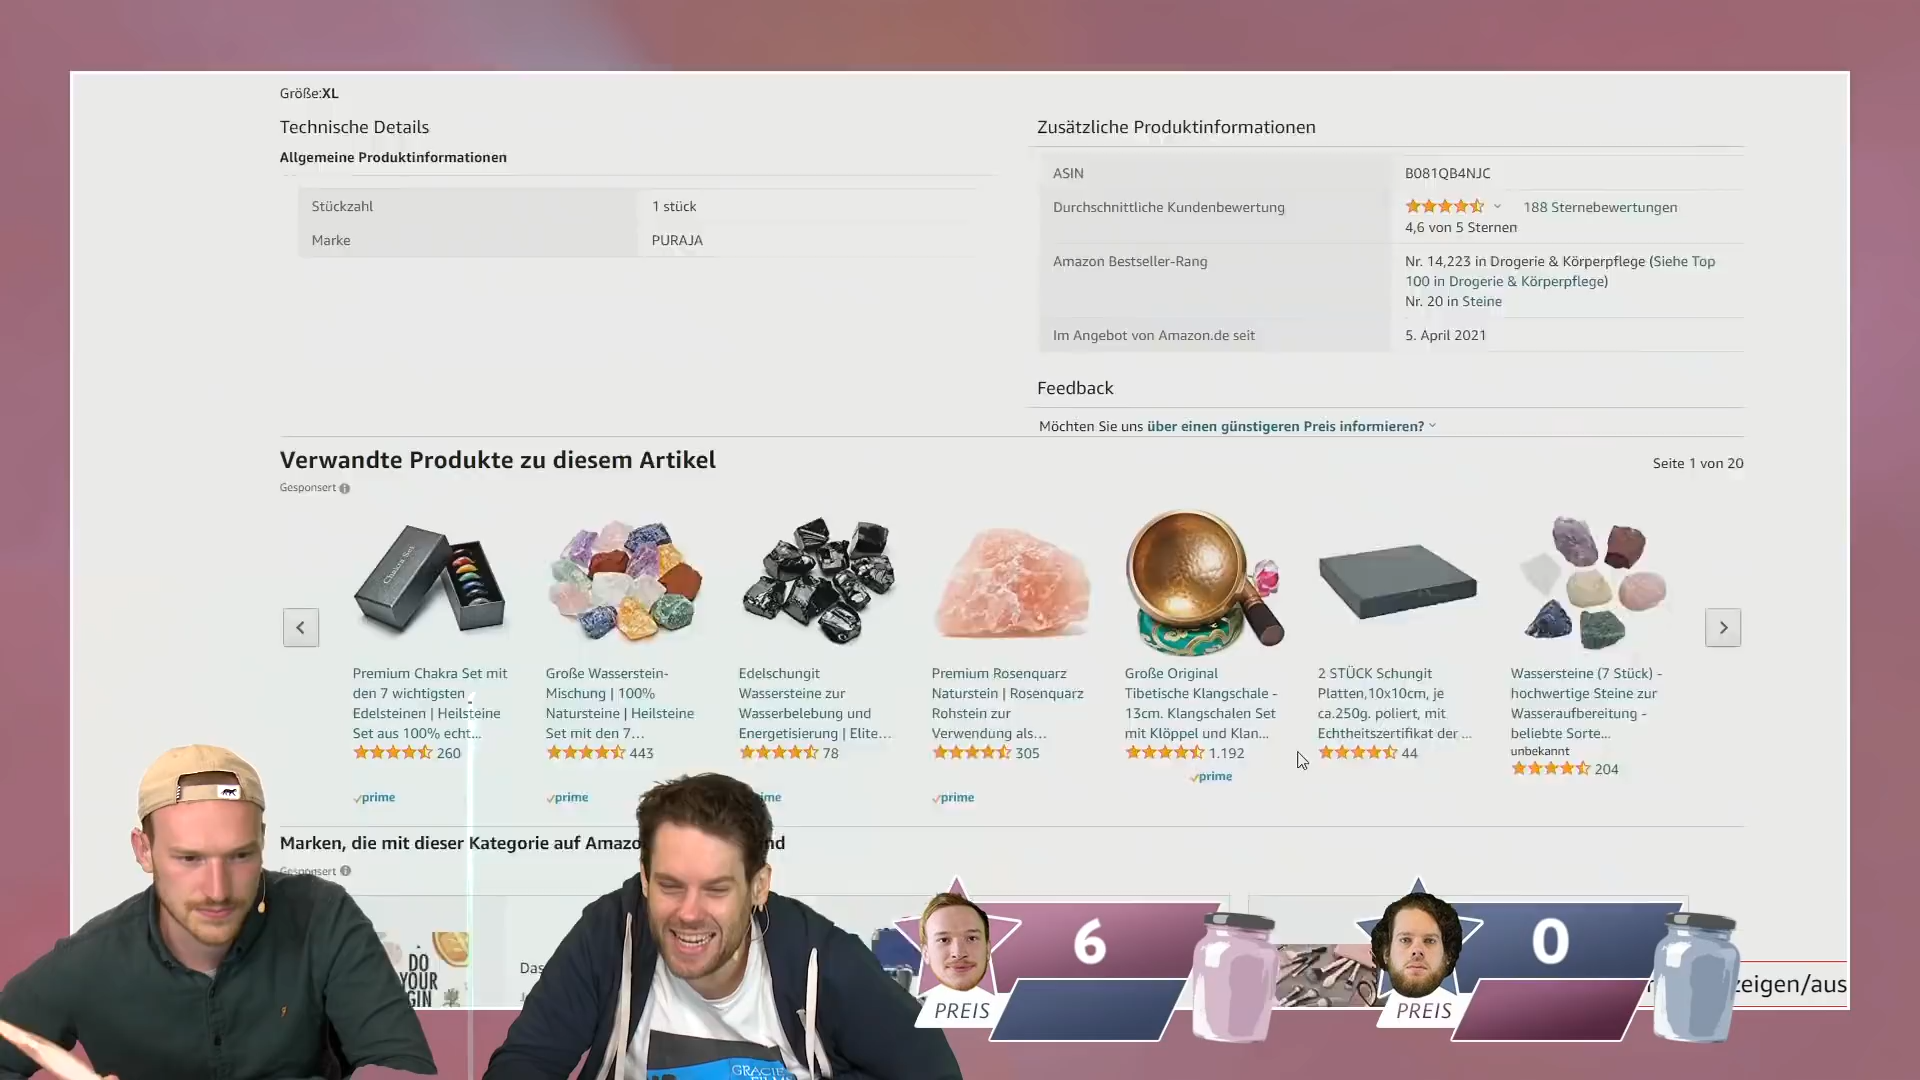 Größe:XL
Technische Details
Allgemeine Produktinformationen
Stückzahl 1 stück
Marke PURAJA
Zusätzliche Produktinformationen
ASIN B081QB4NJC
Durchschnittliche Kundenbewertung 188 Sternebewertungen
4,6 von 5 Sternen
Amazon Bestseller-Rang Nr. 14,223 in Drogerie & Körperpflege (Siehe Top
100 in Drogerie & Körperpflege)
Nr. 20 in Steine
Im Angebot von Amazon.de seit 5. April 2021
Feedback
Möchten Sie uns über einen günstigeren Preis informieren?
Verwandte Produkte zu diesem Artikel
Seite 1 von 20
Gesponsert
Chakra Set
Premium Chakra Set mit
den 7 wichtigsten
Edelsteinen | Heilsteine
Set aus 100% echt...
260
prime
Große Wasserstein-
Mischung | 100%
Natursteine | Heilsteine
Set mit den 7...
443
prime
Edelschungit
Wassersteine zur
Wasserbelebung und
Energetisierung | Elite...
78
Premium Rosenquarz
Naturstein | Rosenquarz
Rohstein zur
Verwendung als...
305
prime
Große Original
Tibetische Klangschale -
13cm. Klangschalen Set
mit Klöppel und Klan...
1.192
prime
2 STÜCK Schungit
Platten,10x10cm, je
ca.250g. poliert, mit
Echtheitszertifikat der ...
44
Wassersteine (7 Stück) -
hochwertige Steine zur
Wasseraufbereitung -
beliebte Sorte...
unbekannt
204
Marken, die mit dieser Kategorie auf
Gesponsert
DO
YOUR
6
PREIS
0
PREIS
GRACIE
FILMS